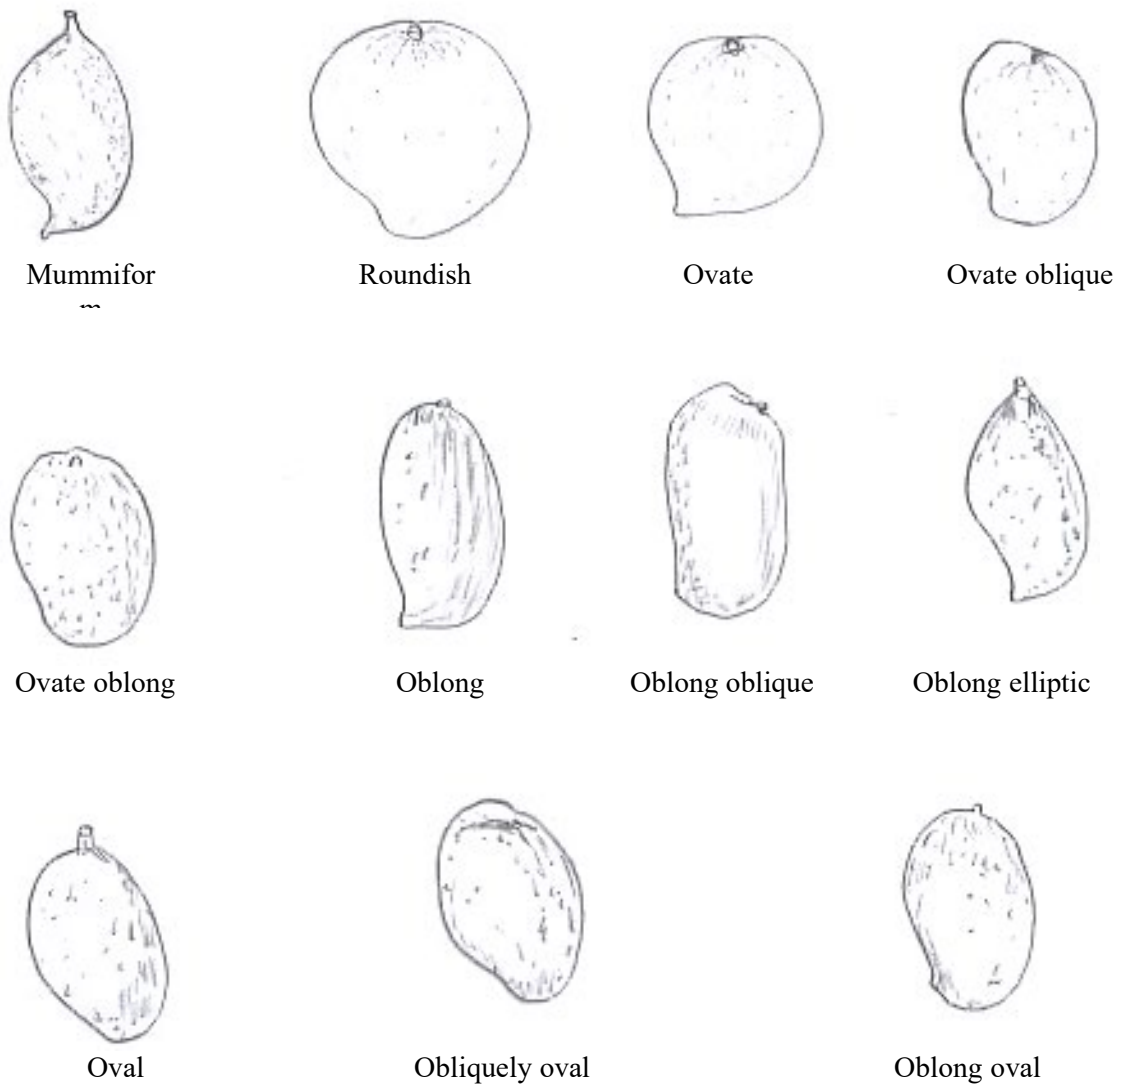 Mummifor
m
Roundish
Ovate
Ovate oblique
Ovate oblong
Oblong
Oblong oblique
Oblong elliptic
Oval
Obliquely oval
Oblong oval